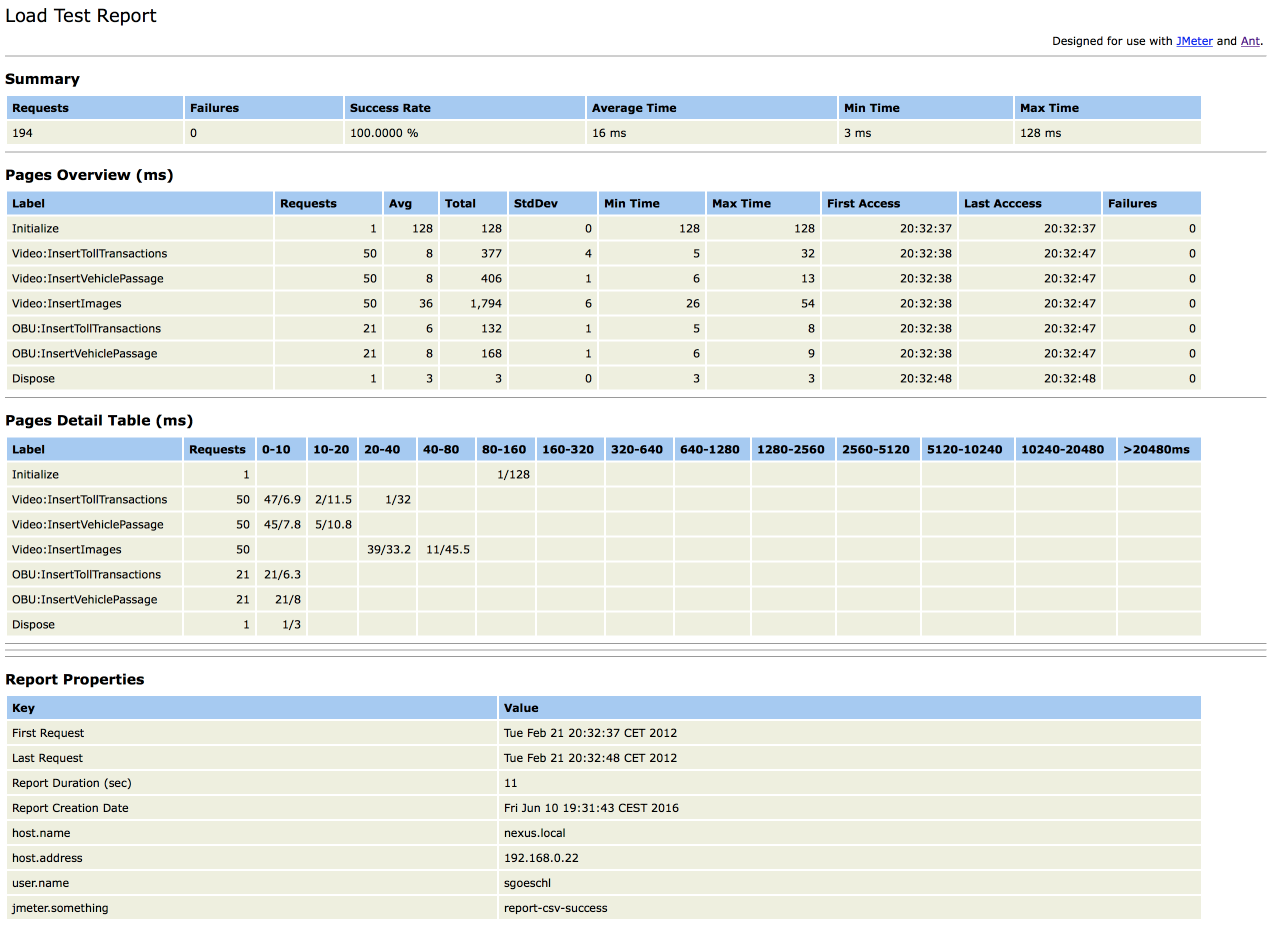 Load Test Report
Designed for use with JMeter and Ant.
Summary
Requests Failures Success Rate Average Time Min Time Max Time
194 0 100.0000 % 16 ms 3 ms 128 ms
Pages Overview (ms)
Label Requests Avg Total StdDev Min Time Max Time First Access Last Acccess Failures
Initialize 1 128 128 0 128 128 20:32:37 20:32:37 0
Video:InsertTollTransactions 50 8 377 4 5 32 20:32:38 20:32:47 0
Video:InsertVehiclePassage 50 8 406 1 6 13 20:32:38 20:32:47 0
Video:InsertImages 50 36 1,794 6 26 54 20:32:38 20:32:47 0
OBU:InsertTollTransactions 21 6 132 1 5 8 20:32:38 20:32:47 0
OBU:InsertVehiclePassage 21 8 168 1 6 9 20:32:38 20:32:47 0
Dispose 1 3 3 0 3 3 20:32:48 20:32:48 0
Pages Detail Table (ms)
Label Requests 0-10 10-20 20-40 40-80 80-160 160-320 320-640 640-1280 1280-2560 2560-5120 5120-10240 10240-20480 >20480ms
Initialize 1 1/128
Video:InsertTollTransactions 50 47/6.9 2/11.5 1/32
Video:InsertVehiclePassage 50 45/7.8 5/10.8
Video:InsertImages 50 39/33.2 11/45.5
OBU:InsertTollTransactions 21 21/6.3
OBU:InsertVehiclePassage 21 21/8
Dispose 1 1/3
Report Properties
Key Value
First Request Tue Feb 21 20:32:37 CET 2012
Last Request Tue Feb 21 20:32:48 CET 2012
Report Duration (sec) 11
Report Creation Date Fri Jun 10 19:31:43 CEST 2016
host.name nexus.local
host.address 192.168.0.22
user.name sgoeschl
jmeter.something report-csv-success